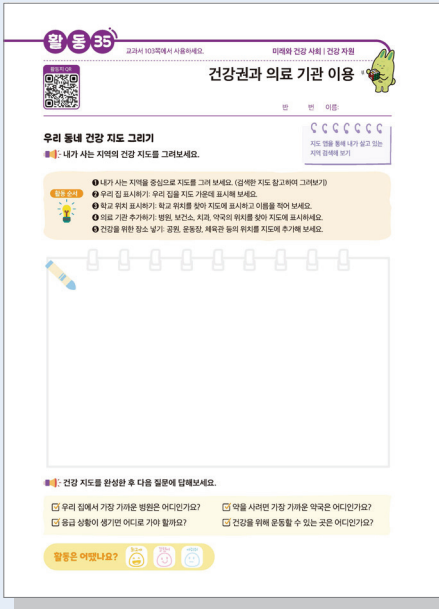 활동 35
교과서 103쪽에서 사용하세요.
미래와 건강 사회 | 건강 자원
활동지 QR
건강권과 의료 기관 이용
번 번 이름:
우리 동네 건강 지도 그리기
내가 사는 지역의 건강 지도를 그려보세요.
지도 앱을 통해 내가 살고 있는
지역 검색해 보기
활동 순서
❶ 내가 사는 지역을 중심으로 지도를 그려 보세요. (검색한 지도 참고하여 그려보기)
❷ 우리 집 표시하기: 우리 집을 지도 가운데 표시해 보세요.
❸ 학교 위치 표시하기: 학교 위치를 찾아 지도에 표시하고 이름을 적어 보세요.
❹ 의료 기관 추가하기: 병원, 보건소, 치과, 약국의 위치를 찾아 지도에 표시하세요.
❺ 건강을 위한 장소 넣기: 공원, 운동장, 체육관 등의 위치를 지도에 추가해 보세요.
건강 지도를 완성한 후 다음 질문에 답해보세요.
우리 집에서 가장 가까운 병원은 어디인가요?
약을 사려면 가장 가까운 약국은 어디인가요?
응급 상황이 생기면 어디로 가야 할까요?
건강을 위해 운동할 수 있는 곳은 어디인가요?
활동은 어땠나요?